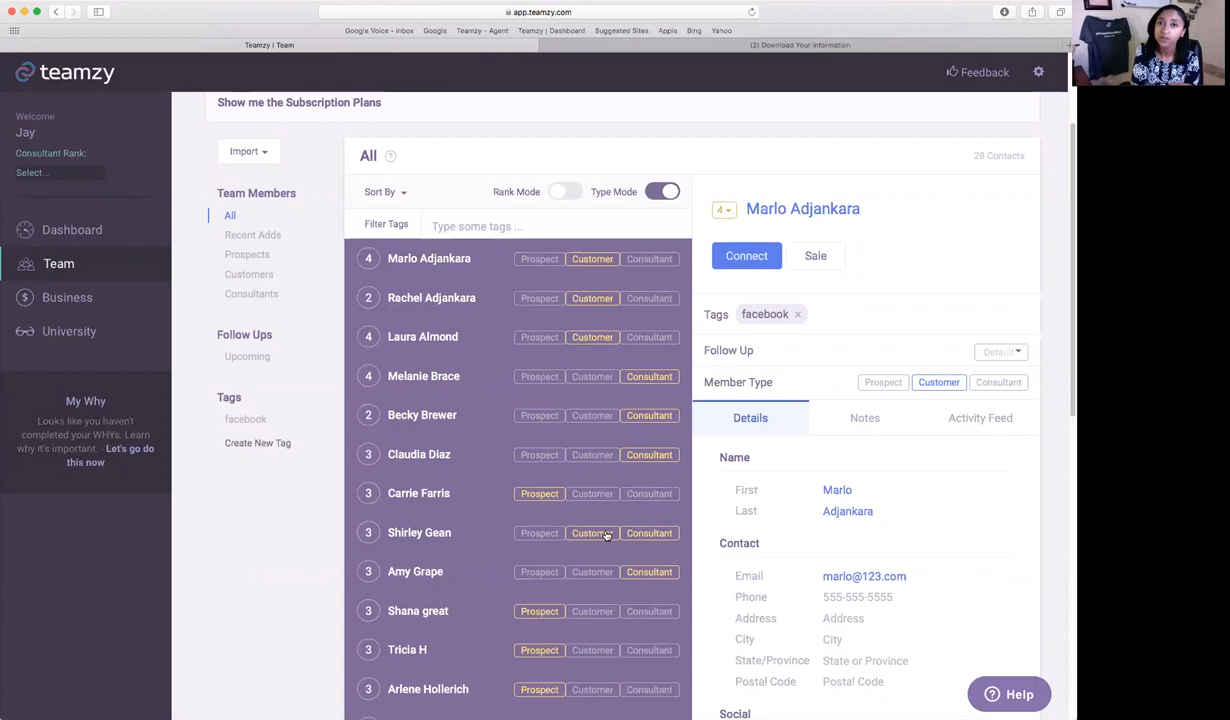 app.teamzy.com
Google Voice - inbox Google Teamzy - Agent Teamzy | Dashboard Suggested Sites Apple Bing Yahoo
Teamzy | Team
(2) Download Your Information
teamzy
Feedback
Welcome
Jay
Consultant Rank:
Select...
Dashboard
Team
Business
University
My Why
Looks like you haven't
completed your WHYs. Learn
why it's important. - Let's go do
this now
Show me the Subscription Plans
Import
Team Members
All
Recent Adds
Prospects
Customers
Consultants
Follow Ups
Upcoming
Tags
facebook
Create New Tag
All ?
28 Contacts
Sort By
Rank Mode
Type Mode
Filter Tags
Type some tags ...
4 Marlo Adjankara Prospect Customer Consultant
2 Rachel Adjankara Prospect Customer Consultant
4 Laura Almond Prospect Customer Consultant
4 Melanie Brace Prospect Customer Consultant
2 Becky Brewer Prospect Customer Consultant
3 Claudia Diaz Prospect Customer Consultant
3 Carrie Farris Prospect Customer Consultant
3 Shirley Gean Prospect Customer Consultant
3 Amy Grape Prospect Customer Consultant
3 Shana great Prospect Customer Consultant
3 Tricia H Prospect Customer Consultant
3 Arlene Hollerich Prospect Customer Consultant
4 Marlo Adjankara
Connect Sale
Tags facebook ×
Follow Up Default
Member Type Prospect Customer Consultant
Details Notes Activity Feed
Name
First Marlo
Last Adjankara
Contact
Email marlo@123.com
Phone 555-555-5555
Address Address
City City
State/Province State or Province
Postal Code Postal Code
Social
? Help